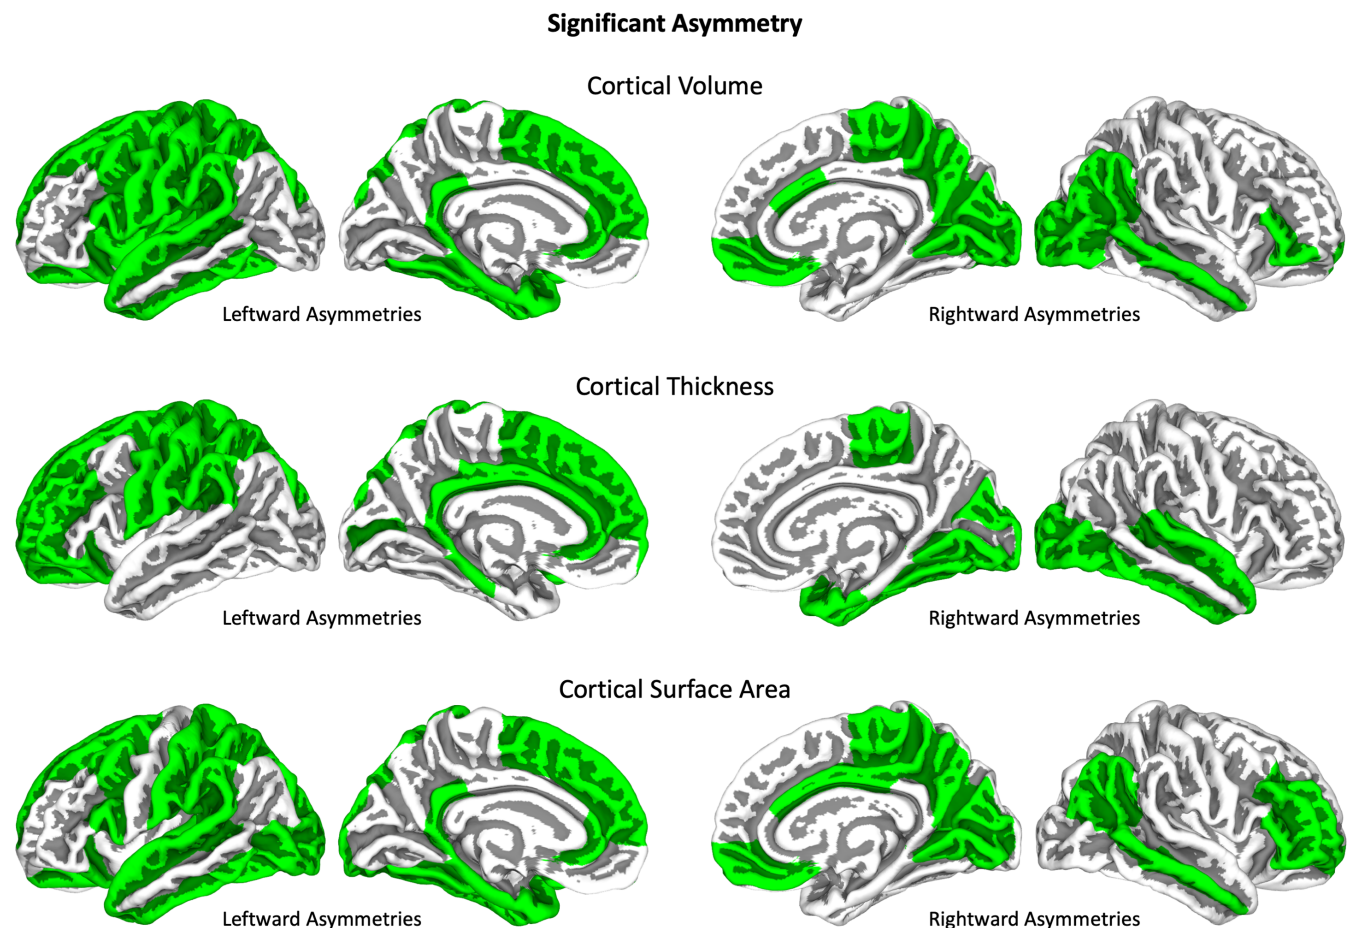 Significant Asymmetry
Cortical Volume
Leftward Asymmetries
Rightward Asymmetries
Cortical Thickness
Leftward Asymmetries
Rightward Asymmetries
Cortical Surface Area
Leftward Asymmetries
Rightward Asymmetries